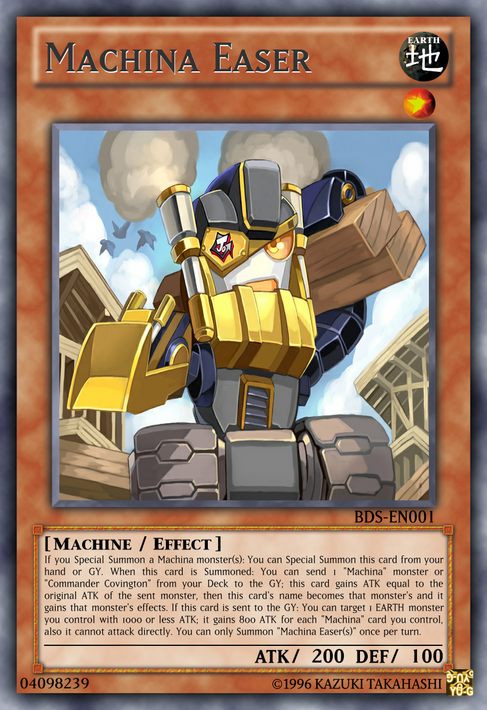 Machina Easer
EARTH
地
BDS-EN001
[Machine / Effect]
If you Special Summon a Machina monster(s): You can Special Summon this card from your
hand or GY. When this card is Summoned: You can send 1 "Machina" monster or
"Commander Covington" from your Deck to the GY; this card gains ATK equal to the
original ATK of the sent monster, then this card's name becomes that monster's and it
gains that monster's effects. If this card is sent to the GY: You can target 1 EARTH monster
you control with 1000 or less ATK; it gains 800 ATK for each "Machina" card you control,
also it cannot attack directly. You can only Summon "Machina Easer(s)" once per turn.
ATK/ 200 DEF/ 100
04098239
©1996 KAZUKI TAKAHASHI